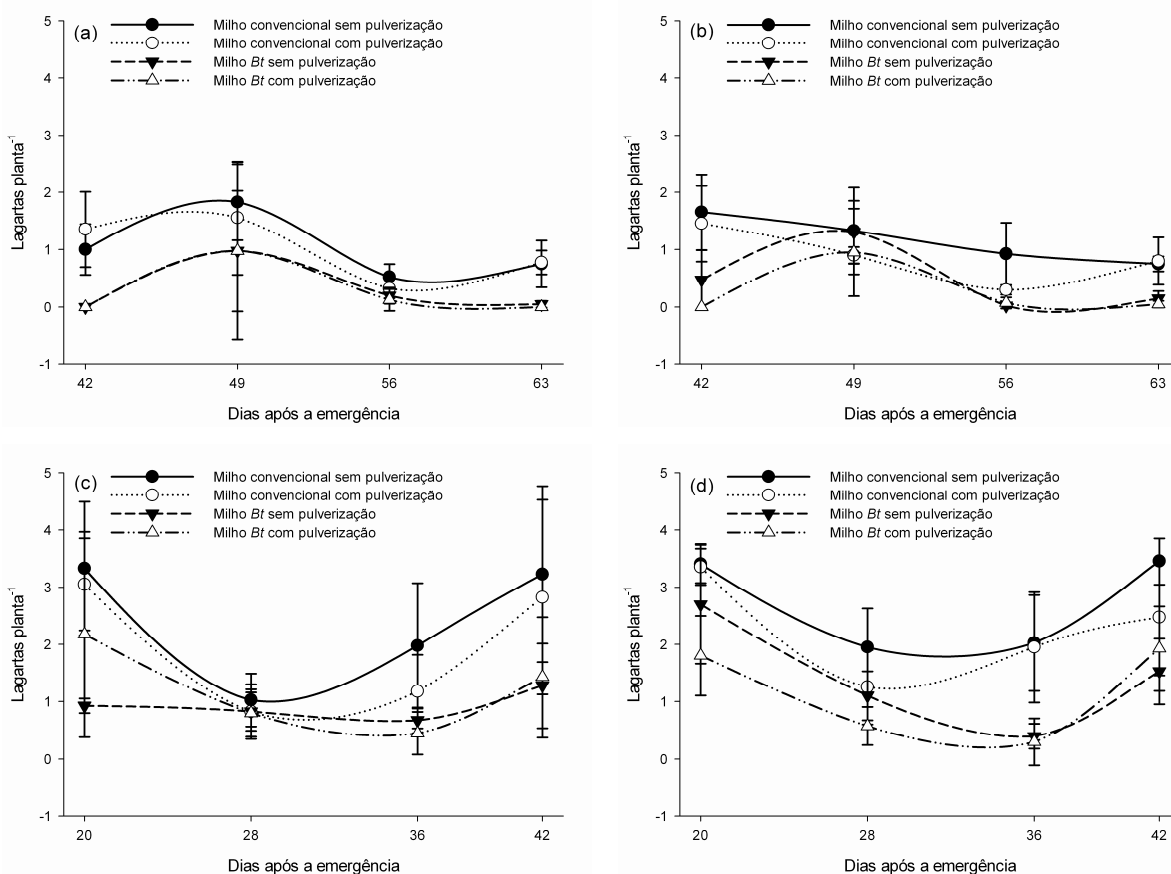 (a)
Milho convencional sem pulverização
Milho convencional com pulverização
Milho Bt sem pulverização
Milho Bt com pulverização
5
4
3
2
1
0
-1
Lagartas planta⁻¹
42 49 56 63
Dias após a emergência
(b)
Milho convencional sem pulverização
Milho convencional com pulverização
Milho Bt sem pulverização
Milho Bt com pulverização
5
4
3
2
1
0
-1
Lagartas planta⁻¹
42 49 56 63
Dias após a emergência
(c)
Milho convencional sem pulverização
Milho convencional com pulverização
Milho Bt sem pulverização
Milho Bt com pulverização
5
4
3
2
1
0
-1
Lagartas planta⁻¹
20 28 36 42
Dias após a emergência
(d)
Milho convencional sem pulverização
Milho convencional com pulverização
Milho Bt sem pulverização
Milho Bt com pulverização
5
4
3
2
1
0
-1
Lagartas planta⁻¹
20 28 36 42
Dias após a emergência